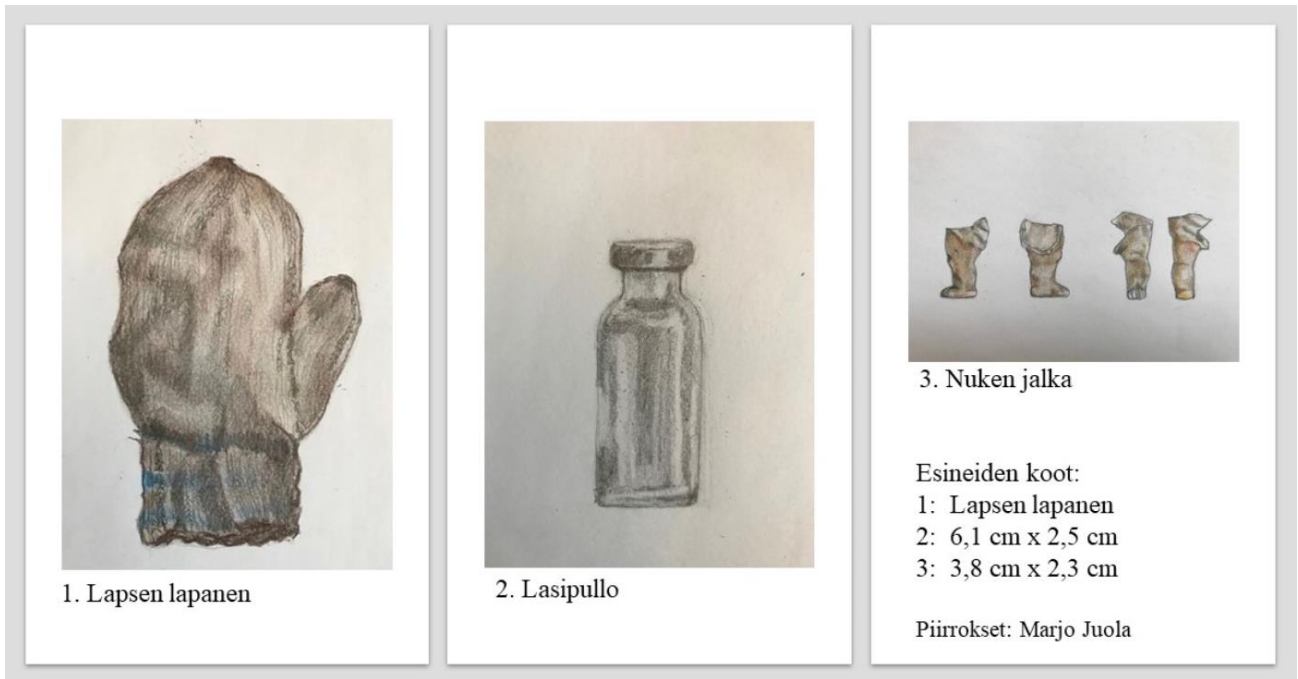 1. Lapsen lapanen
2. Lasipullo
3. Nuken jalka
Esineiden koot:
1: Lapsen lapanen
2: 6,1 cm x 2,5 cm
3: 3,8 cm x 2,3 cm
Piirrokset: Marjo Juola